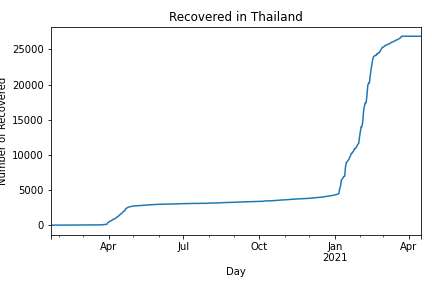 Recovered in Thailand
Number of Recovered
25000
20000
15000
10000
5000
0
Apr Jul Oct Jan Apr
2021
Day